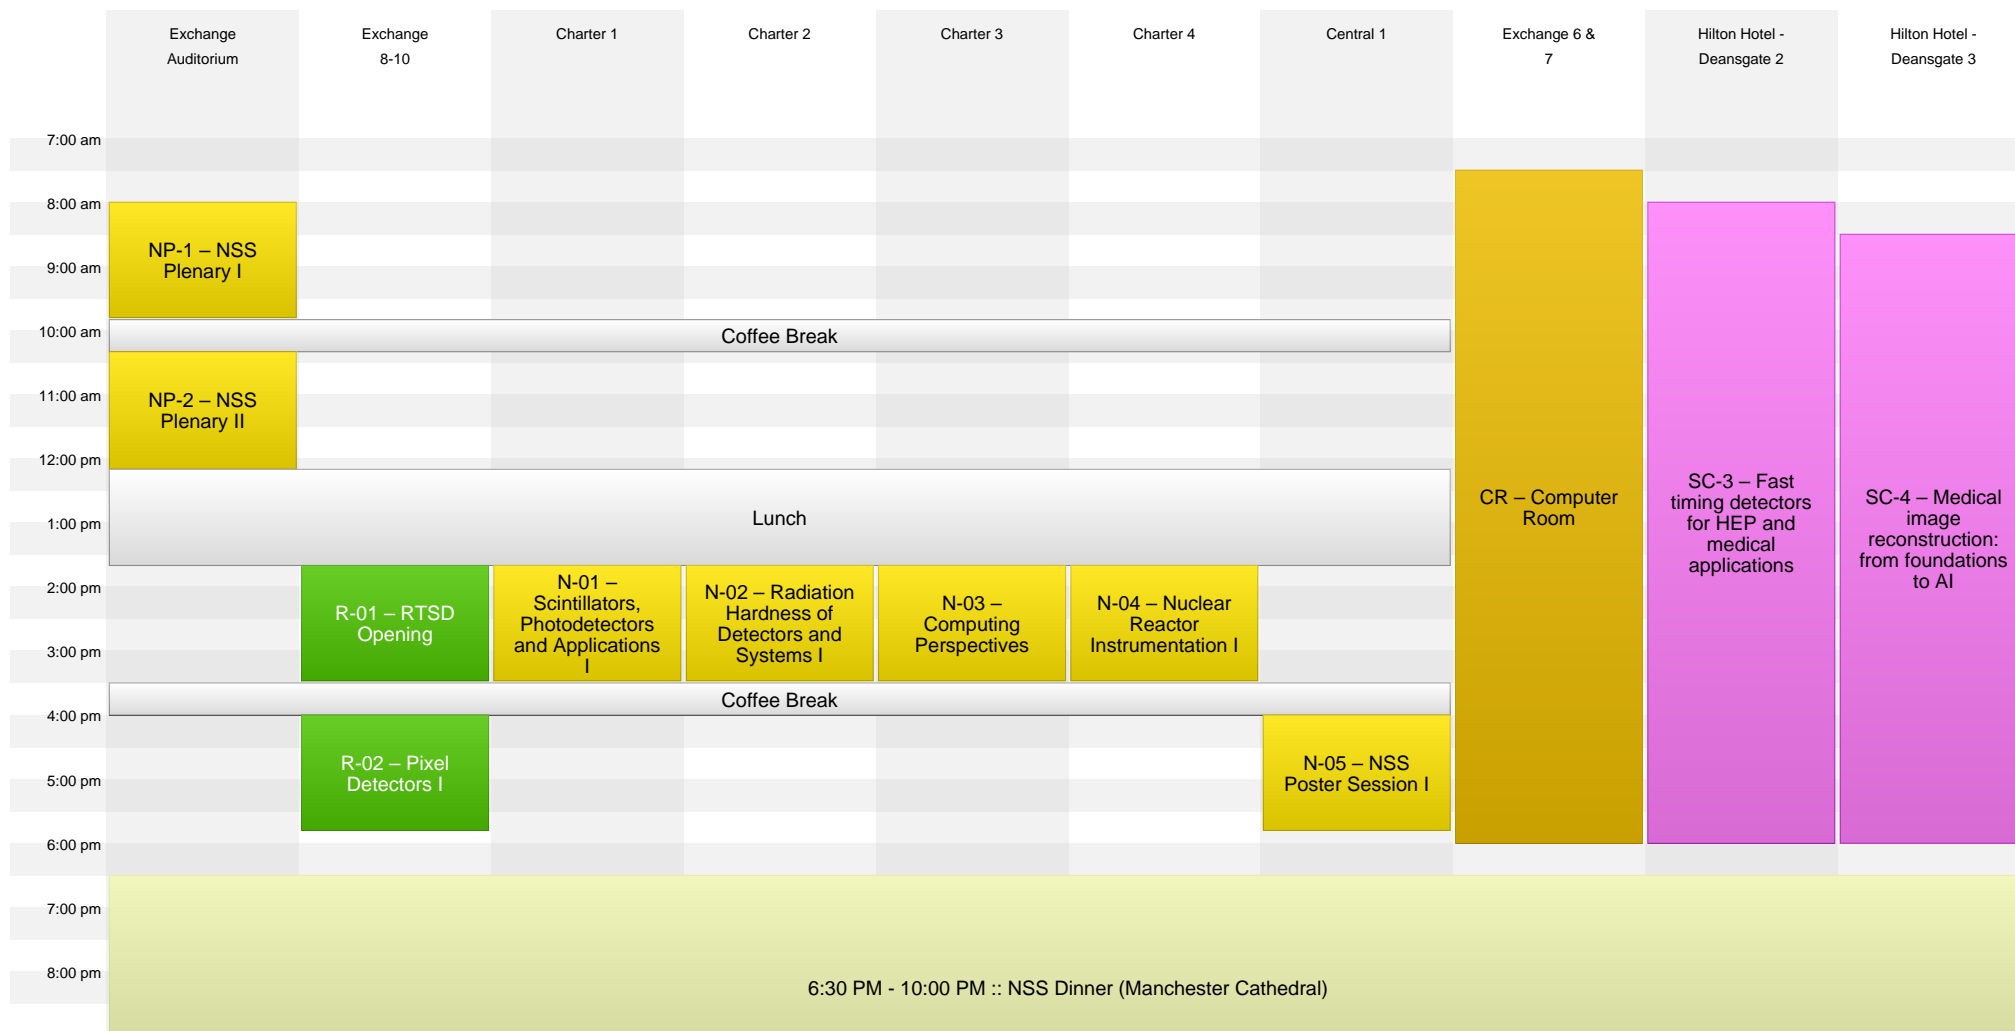 Exchange
Auditorium
Exchange
8-10
Charter 1
Charter 2
Charter 3
Charter 4
Central 1
Exchange 6 &
7
Hilton Hotel -
Deansgate 2
Hilton Hotel -
Deansgate 3
7:00 am
8:00 am
9:00 am
10:00 am
11:00 am
12:00 pm
1:00 pm
2:00 pm
3:00 pm
4:00 pm
5:00 pm
6:00 pm
7:00 pm
8:00 pm
NP-1 – NSS
Plenary I
Coffee Break
NP-2 – NSS
Plenary II
Lunch
R-01 – RTSD
Opening
N-01 –
Scintillators,
Photodetectors
and Applications
I
N-02 – Radiation
Hardness of
Detectors and
Systems I
N-03 –
Computing
Perspectives
N-04 – Nuclear
Reactor
Instrumentation I
Coffee Break
R-02 – Pixel
Detectors I
N-05 – NSS
Poster Session I
CR – Computer
Room
SC-3 – Fast
timing detectors
for HEP and
medical
applications
SC-4 – Medical
image
reconstruction:
from foundations
to AI
6:30 PM - 10:00 PM :: NSS Dinner (Manchester Cathedral)